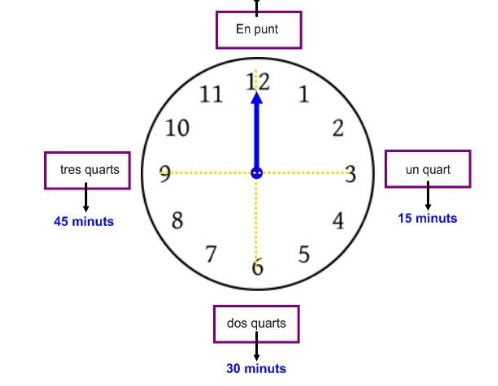 En punt
12
11 1
10 2
tres quarts
9 3
un quart
45 minuts
15 minuts
8 4
7 5
6
dos quarts
30 minuts